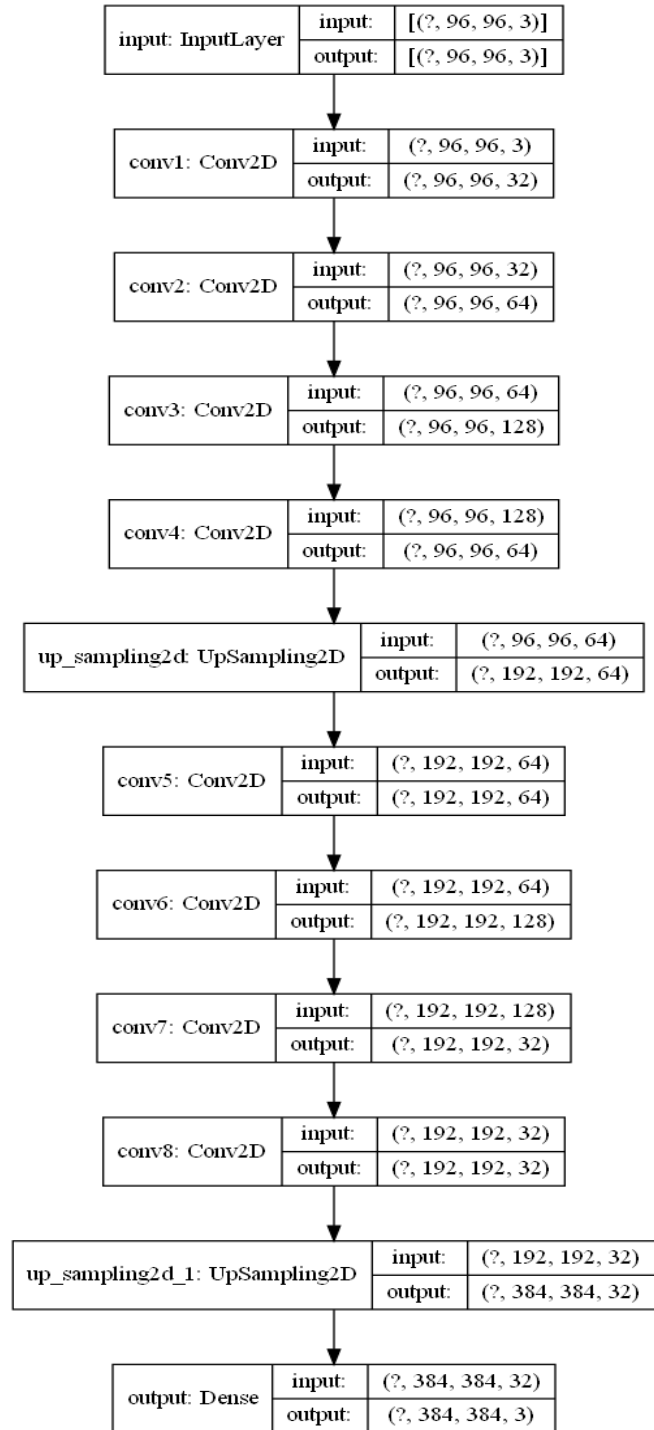 input: InputLayer
input: [(?, 96, 96, 3)]
output: [(?, 96, 96, 3)]
conv1: Conv2D
input: (?, 96, 96, 3)
output: (?, 96, 96, 32)
conv2: Conv2D
input: (?, 96, 96, 32)
output: (?, 96, 96, 64)
conv3: Conv2D
input: (?, 96, 96, 64)
output: (?, 96, 96, 128)
conv4: Conv2D
input: (?, 96, 96, 128)
output: (?, 96, 96, 64)
up_sampling2d: UpSampling2D
input: (?, 96, 96, 64)
output: (?, 192, 192, 64)
conv5: Conv2D
input: (?, 192, 192, 64)
output: (?, 192, 192, 64)
conv6: Conv2D
input: (?, 192, 192, 64)
output: (?, 192, 192, 128)
conv7: Conv2D
input: (?, 192, 192, 128)
output: (?, 192, 192, 32)
conv8: Conv2D
input: (?, 192, 192, 32)
output: (?, 192, 192, 32)
up_sampling2d_1: UpSampling2D
input: (?, 192, 192, 32)
output: (?, 384, 384, 32)
output: Dense
input: (?, 384, 384, 32)
output: (?, 384, 384, 3)